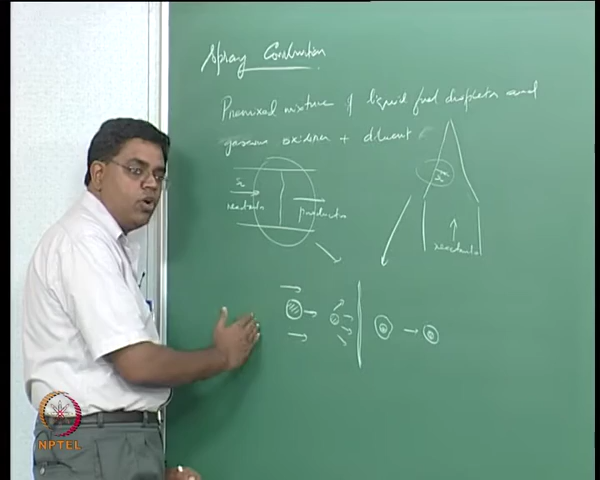 Spray Combustion
Premixed mixture of liquid fuel droplets and
gaseous oxidiser + diluent
reactants
products
reactants
NPTEL